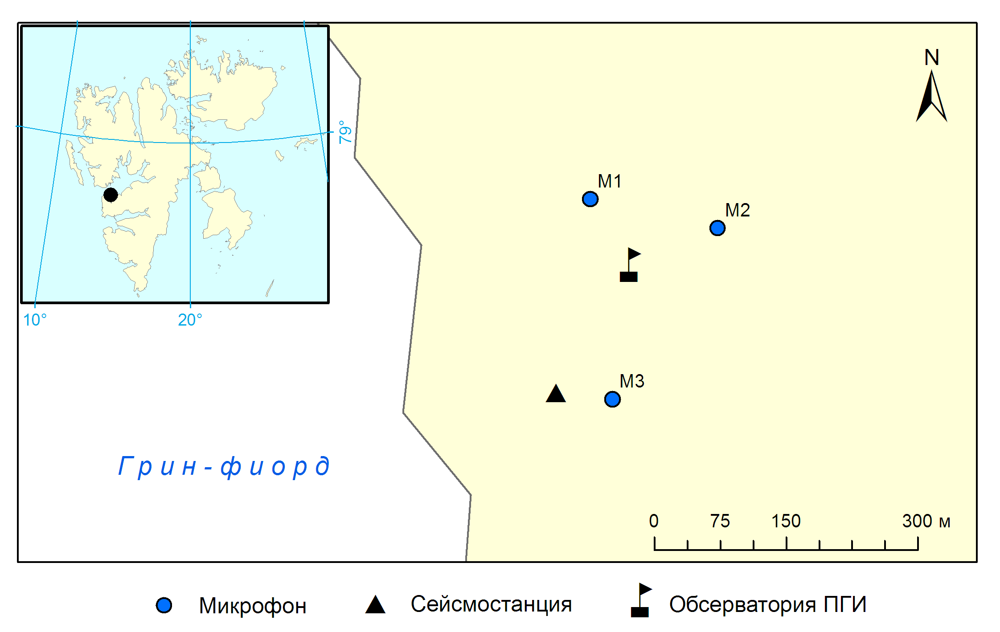 N
79°
M1
M2
10°
20°
M3
Грин-фиорд
0 75 150 300 м
Микрофон
Сейсмостанция
Обсерватория ПГИ